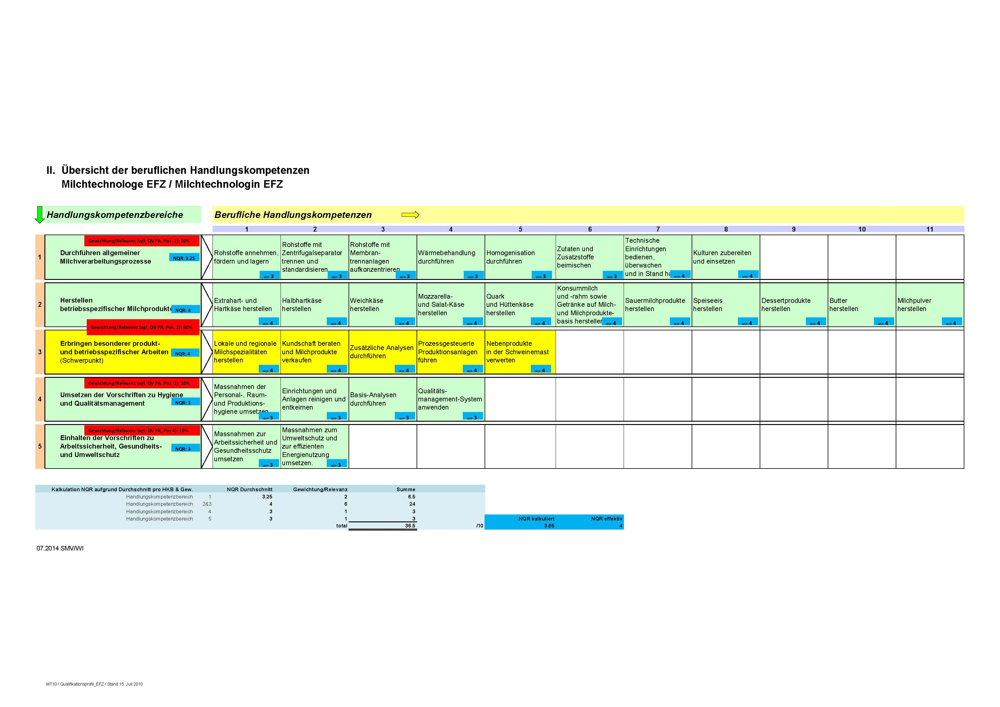 II. Übersicht der beruflichen Handlungskompetenzen
Milchtechnologe EFZ / Milchtechnologin EFZ
Handlungskompetenzbereiche
Berufliche Handlungskompetenzen
1 2 3 4 5 6 7 8 9 10 11
1
Gewichtung/Relevanz (vgl. QV PA, Pos. 1): 20%
Durchführen allgemeiner
Milchverarbeitungsprozesse
NQR: 3.25
Rohstoffe annehmen,
fördern und lagern
NQR: 3
Rohstoffe mit
Zentrifugalseparator
trennen und
standardisieren
NQR: 3
Rohstoffe mit
Membran-
trennanlagen
aufkonzentrieren
NQR: 3
Wärmebehandlung
durchführen
NQR: 3
Homogenisation
durchführen
NQR: 3
Zutaten und
Zusatzstoffe
beimischen
NQR: 3
Technische
Einrichtungen
bedienen,
überwachen
und in Stand
NQR: 4
Kulturen zubereiten
und einsetzen
NQR: 4
2
Herstellen
betriebsspezifischer Milchprodukte
NQR: 4
Extrahart- und
Hartkäse herstellen
NQR: 4
Halbhartkäse
herstellen
NQR: 4
Weichkäse
herstellen
NQR: 4
Mozzarella-
und Salat-Käse
herstellen
NQR: 4
Quark
und Hüttenkäse
herstellen
NQR: 4
Konsummilch
und -rahm sowie
Getränke auf Milch-
und Milchprodukte-
basis herstellen
NQR: 4
Sauermilchprodukte
herstellen
NQR: 4
Speiseeis
herstellen
NQR: 4
Dessertprodukte
herstellen
NQR: 4
Butter
herstellen
NQR: 4
Milchpulver
herstellen
NQR: 4
Gewichtung/Relevanz (vgl. QV PA, Pos. 2): 60%
3
Erbringen besonderer produkt-
und betriebsspezifischer Arbeiten
(Schwerpunkt)
NQR: 4
Lokale und regionale
Milchspezialitäten
herstellen
NQR: 4
Kundschaft beraten
und Milchprodukte
verkaufen
NQR: 4
Zusätzliche Analysen
durchführen
NQR: 4
Prozessgesteuerte
Produktionsanlagen
führen
NQR: 4
Nebenprodukte
in der Schweinemast
verwerten
NQR: 4
4
Gewichtung/Relevanz (vgl. QV PA, Pos. 3): 10%
Umsetzen der Vorschriften zu Hygiene
und Qualitätsmanagement
NQR: 3
Massnahmen der
Personal-, Raum-
und Produktions-
hygiene umsetzen
NQR: 3
Einrichtungen und
Anlagen reinigen und
entkeimen
NQR: 3
Basis-Analysen
durchführen
NQR: 3
Qualitäts-
management-System
anwenden
NQR: 3
5
Gewichtung/Relevanz (vgl. QV PA, Pos 4): 10%
Einhalten der Vorschriften zu
Arbeitssicherheit, Gesundheits-
und Umweltschutz
NQR: 3
Massnahmen zur
Arbeitssicherheit und
Gesundheitsschutz
umsetzen
NQR: 3
Massnahmen zum
Umweltschutz und
zur effizienten
Energienutzung
umsetzen.
NQR: 3
Kalkulation NQR aufgrund Durchschnitt pro HKB & Gew. NQR Durchschnitt Gewichtung/Relevanz Summe
Handlungskompetenzbereich 1 3.25 2 6.5
Handlungskompetenzbereich 2&3 4 6 24
Handlungskompetenzbereich 4 3 1 3
Handlungskompetenzbereich 5 3 1 3 NQR kalkuliert NQR effektiv
total 36.5 /10 3.65 4
07.2014 SMV/WI
MT10 / Qualifikationsprofil_EFZ / Stand 15. Juli 2010